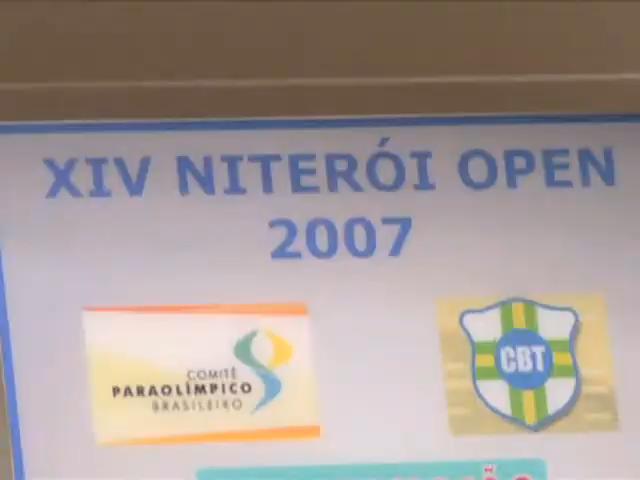 XIV NITERÓI OPEN
2007
COMITÊ
PARAOLÍMPICO
BRASILEIRO
CBT